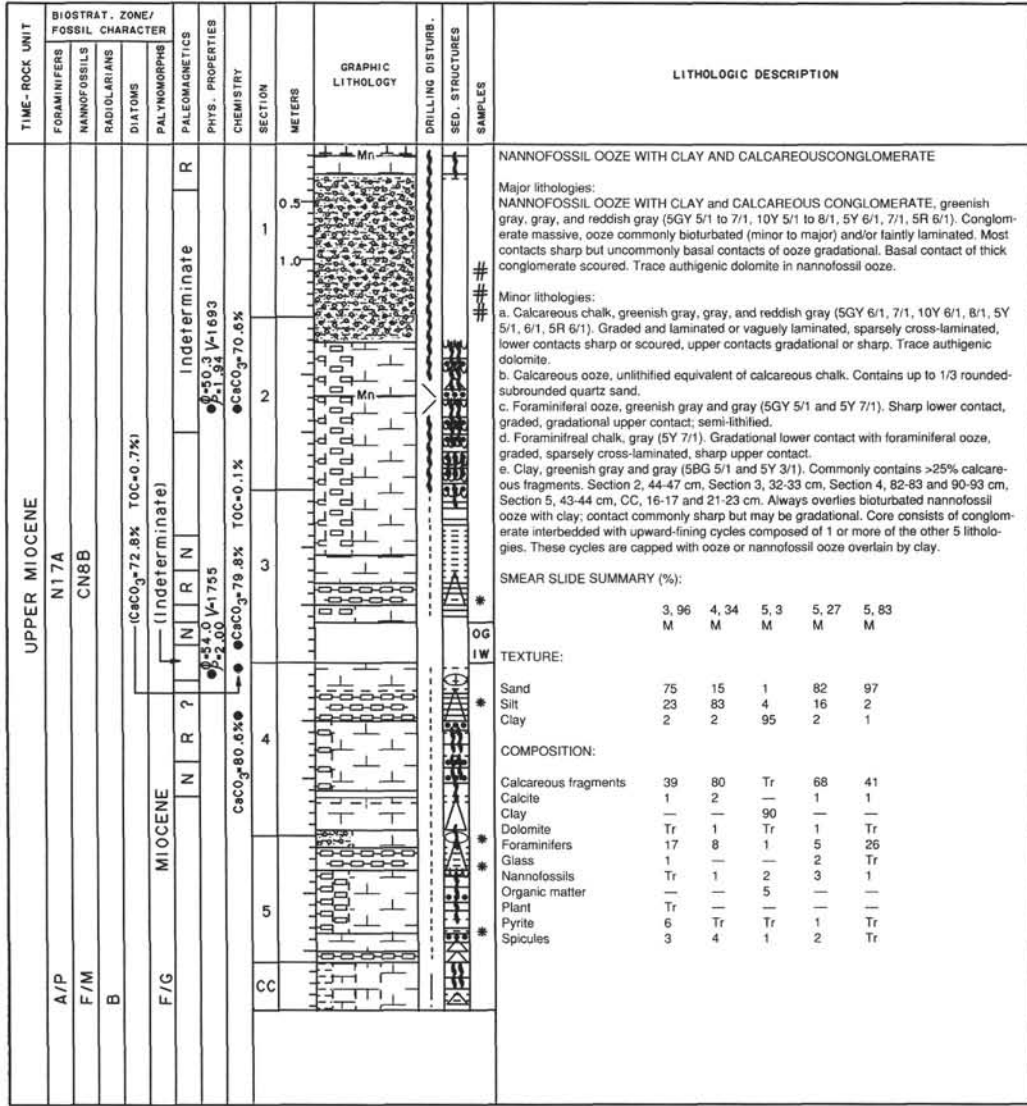 TIME-ROCK UNIT
BIOSTRAT. ZONE/
FOSSIL CHARACTER
FORAMINIFERS
NANNOFOSSILS
RADIOLARIANS
DIATOMS
PALYNOMORPHS
PALEOMAGNETICS
PHYS. PROPERTIES
CHEMISTRY
SECTION
METERS
GRAPHIC
LITHOLOGY
DRILLING DISTURB.
SED. STRUCTURES
SAMPLES
LITHOLOGIC DESCRIPTION
UPPER MIOCENE
N17A
A/P
CN8B
F/M
B
(CaCO3=72.8% TOC=0.7%)
(Indeterminate)
MIOCENE
F/G
R
Indeterminate
N
R
N
?
R
N
Φ=50.3 V=1693
ρ=1.94
Φ=54.0 V=1755
ρ=2.00
CaCO3=70.6%
CaCO3=79.8% TOC=0.1%
CaCO3=80.6%
1
2
3
4
5
CC
0.5
1.0
Mn
Mn
#
#
#
*
OG
IW
*
*
*
*
NANNOFOSSIL OOZE WITH CLAY AND CALCAREOUSCONGLOMERATE
Major lithologies:
NANNOFOSSIL OOZE WITH CLAY and CALCAREOUS CONGLOMERATE, greenish
gray, gray, and reddish gray (5GY 5/1 to 7/1, 10Y 5/1 to 8/1, 5Y 6/1, 7/1, 5R 6/1). Conglom-
erate massive, ooze commonly bioturbated (minor to major) and/or faintly laminated. Most
contacts sharp but uncommonly basal contacts of ooze gradational. Basal contact of thick
conglomerate scoured. Trace authigenic dolomite in nannofossil ooze.
Minor lithologies:
a. Calcareous chalk, greenish gray, gray, and reddish gray (5GY 6/1, 7/1, 10Y 6/1, 8/1, 5Y
5/1, 6/1, 5R 6/1). Graded and laminated or vaguely laminated, sparsely cross-laminated,
lower contacts sharp or scoured, upper contacts gradational or sharp. Trace authigenic
dolomite.
b. Calcareous ooze, unlithified equivalent of calcareous chalk. Contains up to 1/3 rounded-
subrounded quartz sand.
c. Foraminiferal ooze, greenish gray and gray (5GY 5/1 and 5Y 7/1). Sharp lower contact,
graded, gradational upper contact; semi-lithified.
d. Foraminifreal chalk, gray (5Y 7/1). Gradational lower contact with foraminiferal ooze,
graded, sparsely cross-laminated, sharp upper contact.
e. Clay, greenish gray and gray (5BG 5/1 and 5Y 3/1). Commonly contains >25% calcare-
ous fragments. Section 2, 44-47 cm, Section 3, 32-33 cm, Section 4, 82-83 and 90-93 cm,
Section 5, 43-44 cm, CC, 16-17 and 21-23 cm. Always overlies bioturbated nannofossil
ooze with clay; contact commonly sharp but may be gradational. Core consists of conglom-
erate interbedded with upward-fining cycles composed of 1 or more of the other 5 litholo-
gies. These cycles are capped with ooze or nannofossil ooze overlain by clay.
SMEAR SLIDE SUMMARY (%):
3, 96 4, 34 5, 3 5, 27 5, 83
M M M M M
TEXTURE:
Sand 75 15 1 82 97
Silt 23 83 4 16 2
Clay 2 2 95 2 1
COMPOSITION:
Calcareous fragments 39 80 Tr 68 41
Calcite 1 2 — 1 1
Clay — — 90 — —
Dolomite Tr 1 Tr 1 Tr
Foraminifers 17 8 1 5 26
Glass 1 — — 2 Tr
Nannofossils Tr 1 2 3 1
Organic matter — — 5 — —
Plant Tr — — — —
Pyrite 6 Tr Tr 1 Tr
Spicules 3 4 1 2 Tr